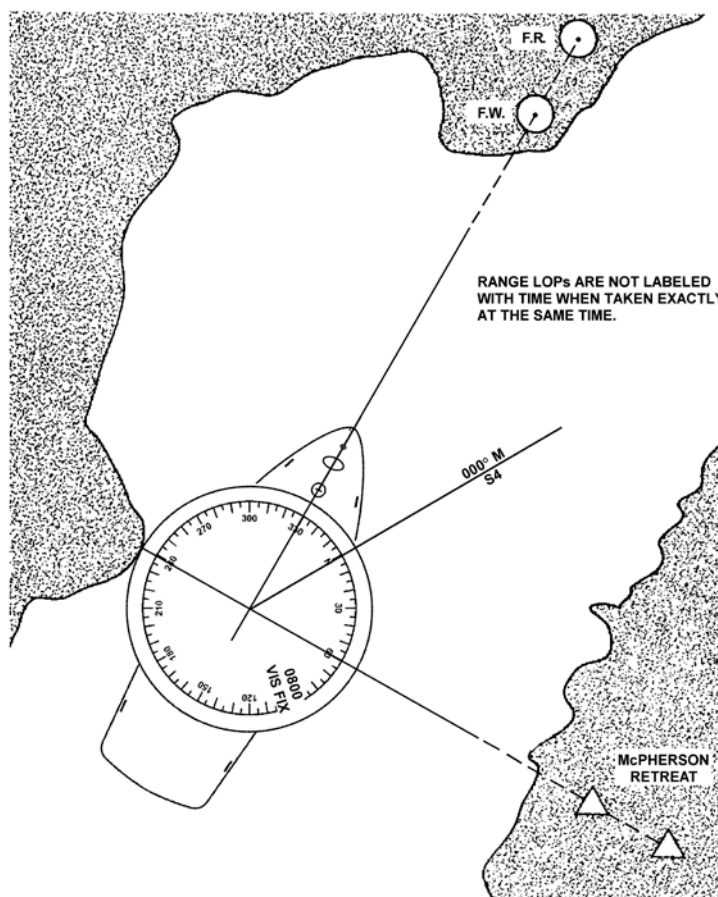 F.R.
F.W.
RANGE LOPs ARE NOT LABELED
WITH TIME WHEN TAKEN EXACTLY
AT THE SAME TIME.
000° M
S4
300
330
N
30
60
120
150
180
210
240
270
0800
VIS FIX
McPHERSON
RETREAT